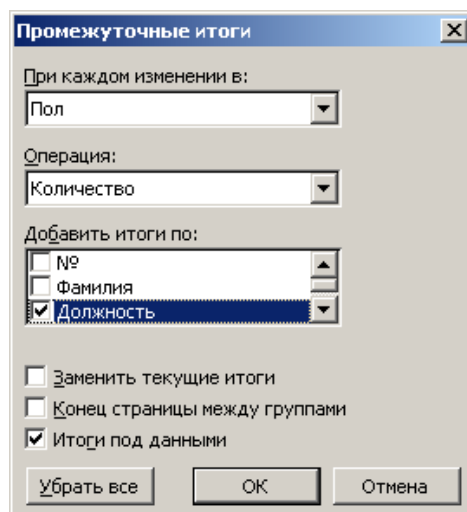 Промежуточные итоги
При каждом изменении в:
Пол
Операция:
Количество
Добавить итоги по:
№
Фамилия
Должность
Заменить текущие итоги
Конец страницы между группами
Итоги под данными
Убрать все ОК Отмена